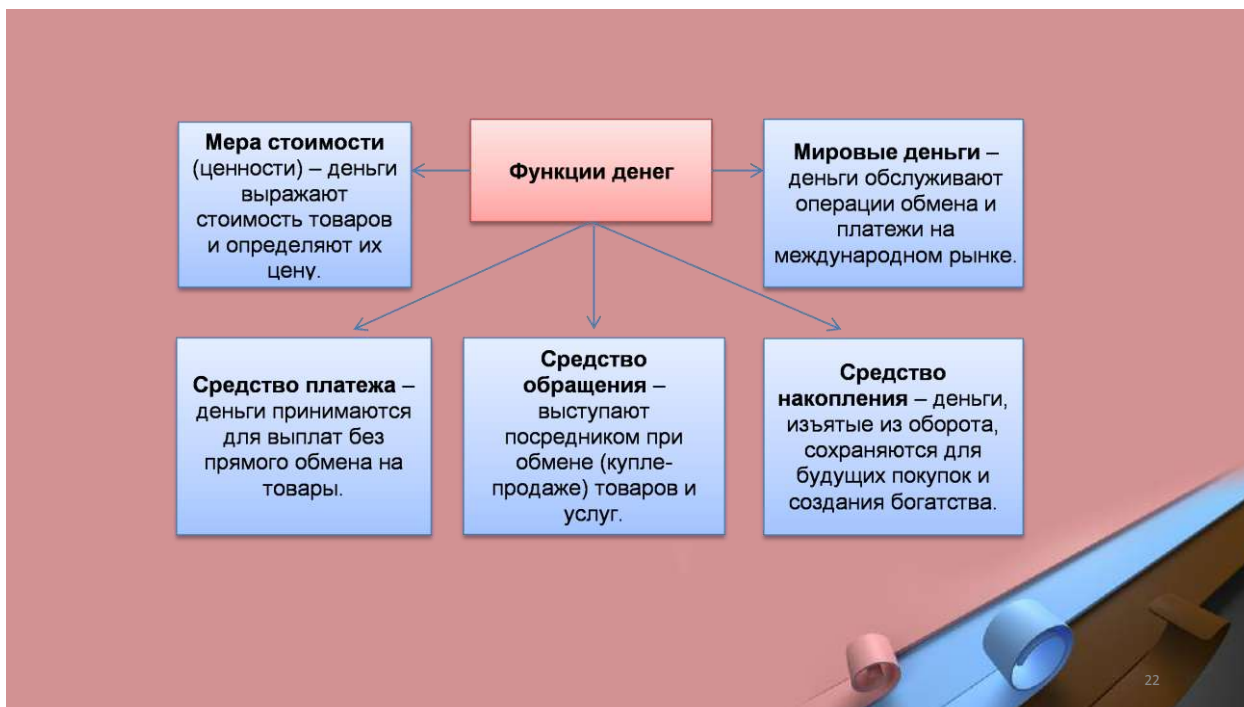 Мера стоимости
(ценности) – деньги
выражают
стоимость товаров
и определяют их
цену.
Функции денег
Мировые деньги –
деньги обслуживают
операции обмена и
платежи на
международном рынке.
Средство платежа –
деньги принимаются
для выплат без
прямого обмена на
товары.
Средство
обращения –
выступают
посредником при
обмене (купле-
продаже) товаров и
услуг.
Средство
накопления – деньги,
изъятые из оборота,
сохраняются для
будущих покупок и
создания богатства.
22